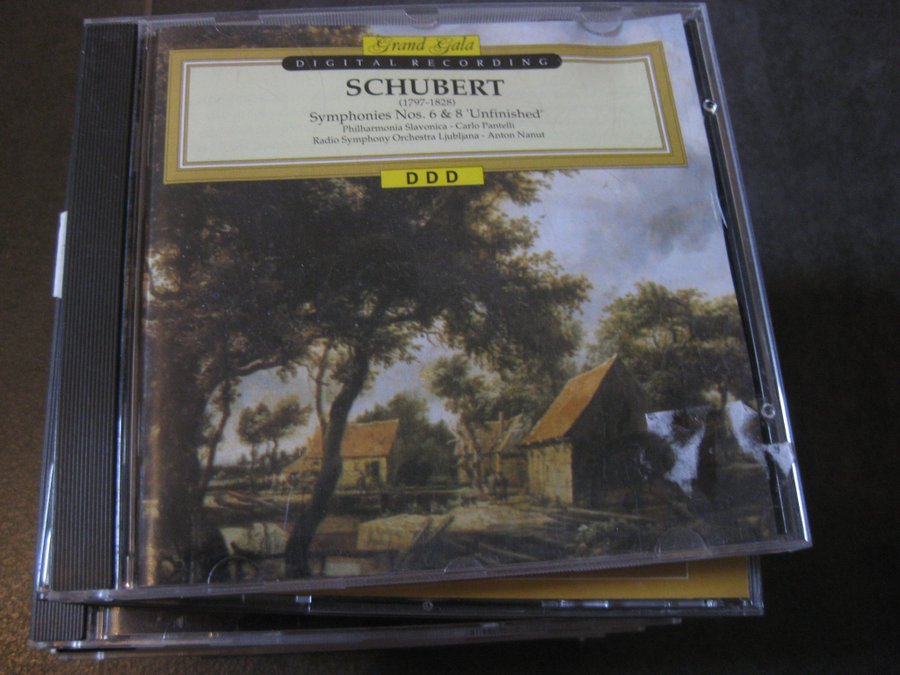 Grand Gala
DIGITAL RECORDING
SCHUBERT
(1797-1828)
Symphonies Nos. 6 & 8 'Unfinished'
Philharmonia Slavonica - Carlo Pantelli
Radio Symphony Orchestra Ljubljana - Anton Nanut
DDD